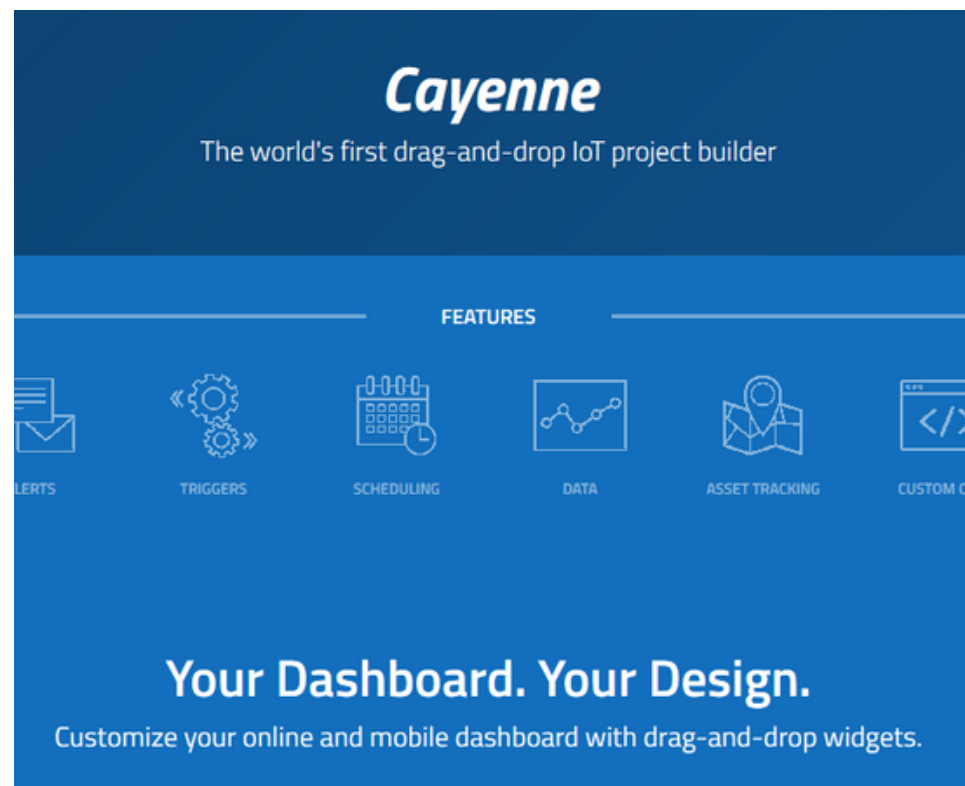 Cayenne
The world's first drag-and-drop IoT project builder
FEATURES
LERTS TRIGGERS SCHEDULING DATA ASSET TRACKING CUSTOM C
</>
Your Dashboard. Your Design.
Customize your online and mobile dashboard with drag-and-drop widgets.